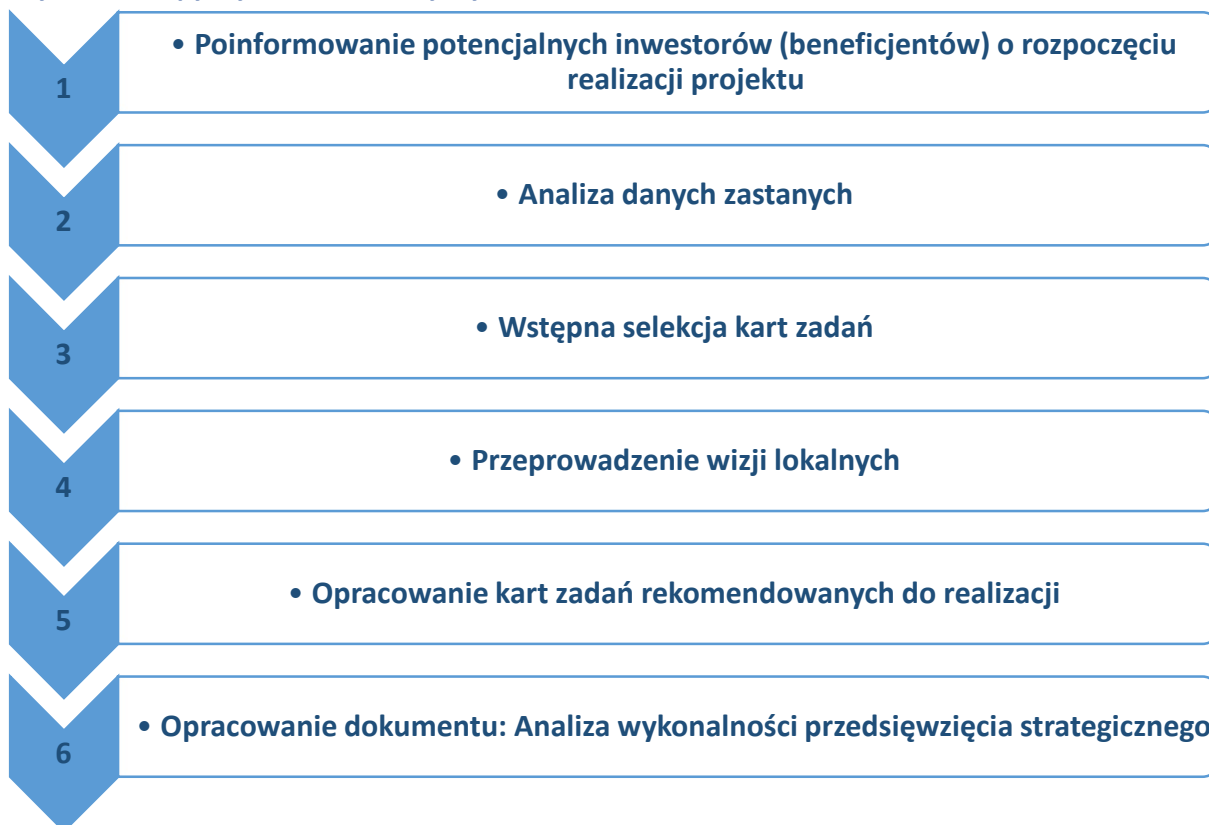 • Poinformowanie potencjalnych inwestorów (beneficjentów) o rozpoczęciu
realizacji projektu
1
• Analiza danych zastanych
2
• Wstępna selekcja kart zadań
3
• Przeprowadzenie wizji lokalnych
4
• Opracowanie kart zadań rekomendowanych do realizacji
5
• Opracowanie dokumentu: Analiza wykonalności przedsięwzięcia strategicznego
6